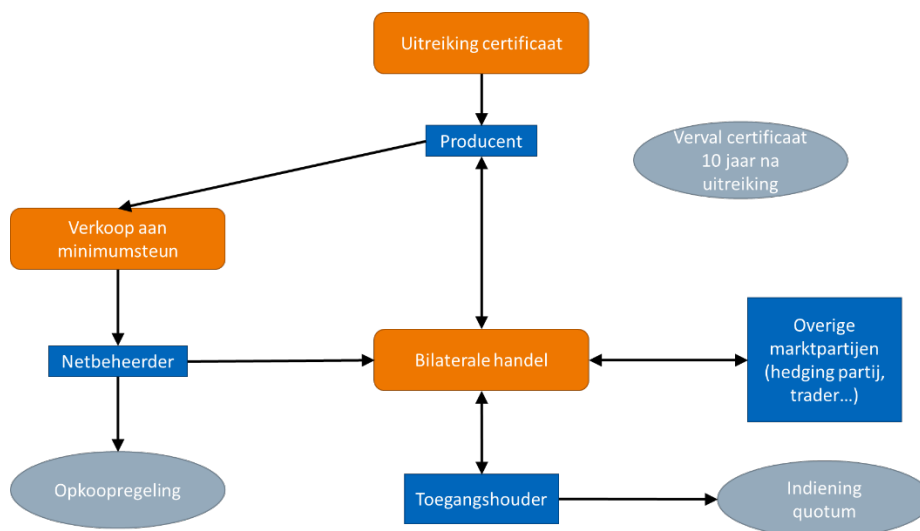 Uitreiking certificaat
Producent
Verval certificaat
10 jaar na
uitreiking
Verkoop aan
minimumsteun
Netbeheerder
Bilaterale handel
Overige
marktpartijen
(hedging partij,
trader...)
Opkoopregeling
Toegangshouder
Indiening
quotum